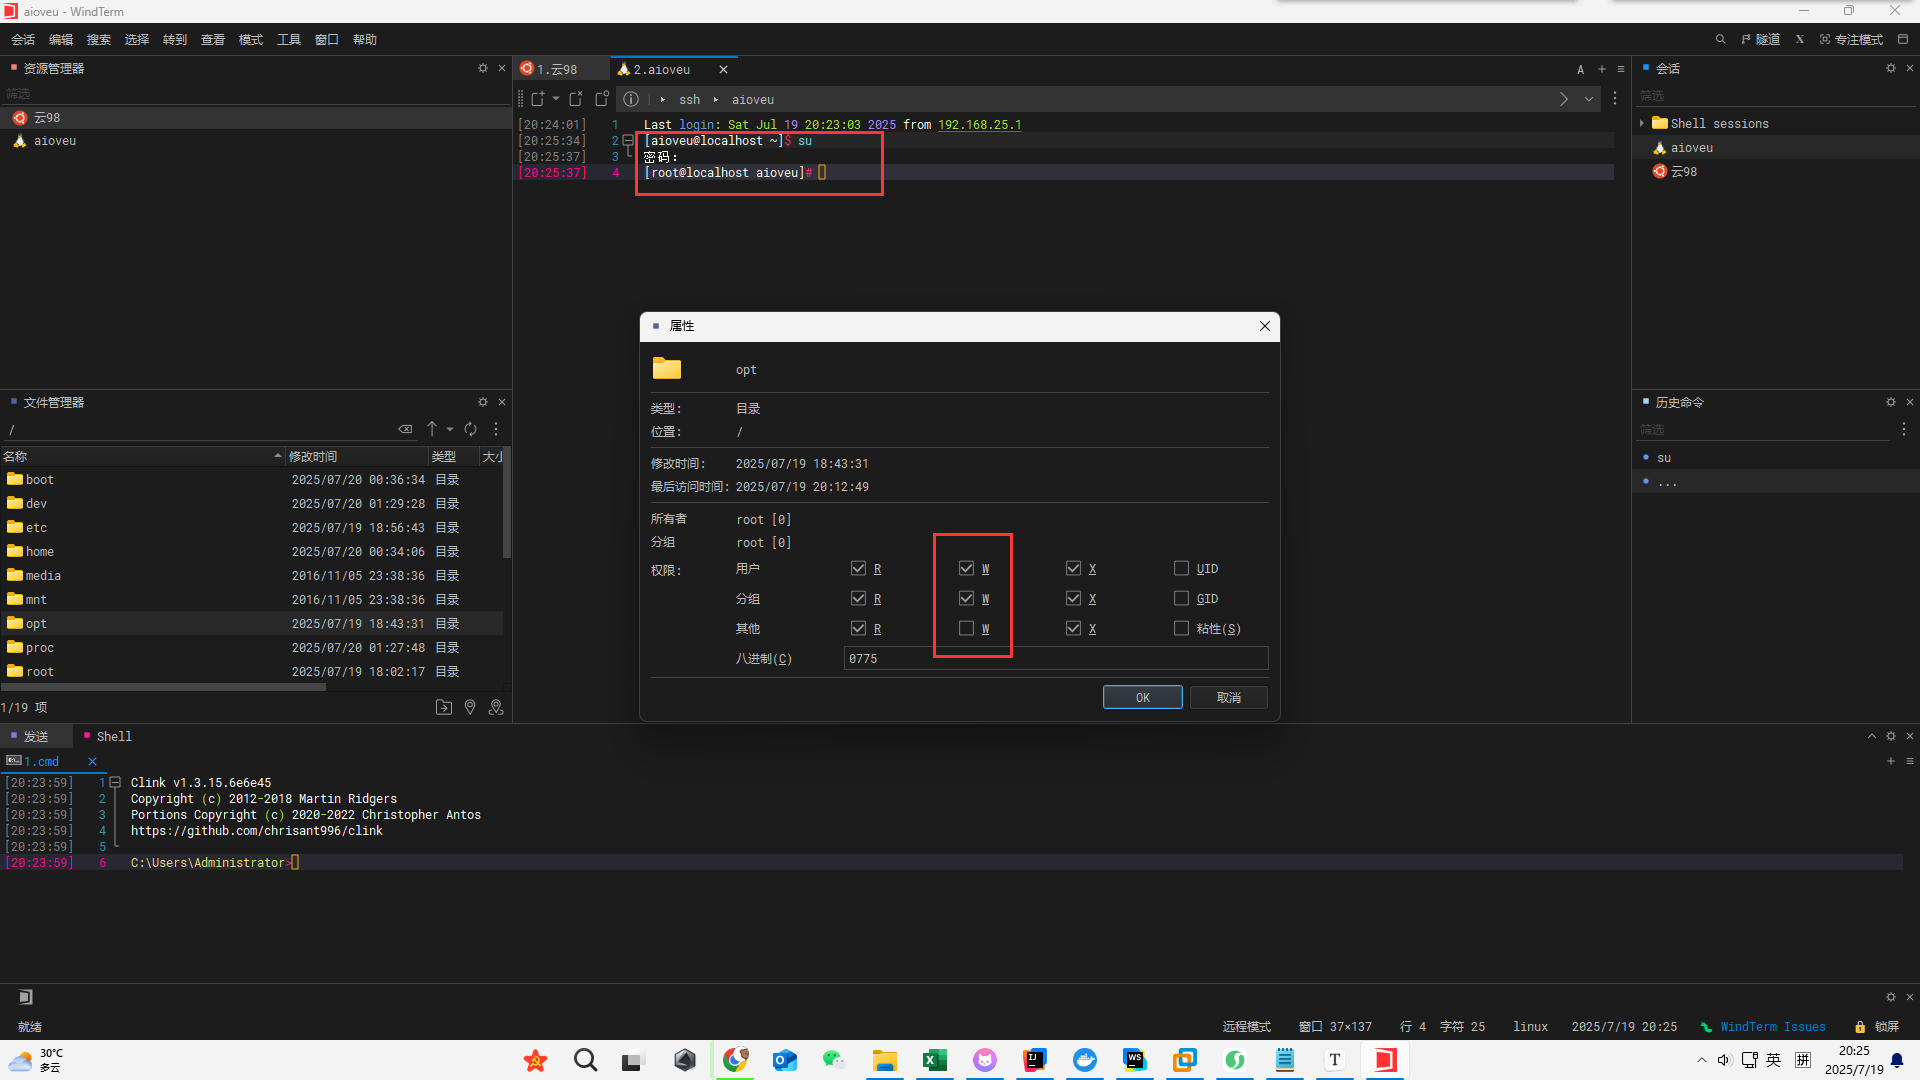 aioveu - WindTerm
会话 编辑 搜索 选择 转到 查看 模式 工具 窗口 帮助
隧道 X 专注模式
资源管理器
筛选
云98
aioveu
文件管理器
/
名称 修改时间 类型 大小
boot 2025/07/20 00:36:34 目录
dev 2025/07/20 01:29:28 目录
etc 2025/07/19 18:56:43 目录
home 2025/07/20 00:34:06 目录
media 2016/11/05 23:38:36 目录
mnt 2016/11/05 23:38:36 目录
opt 2025/07/19 18:43:31 目录
proc 2025/07/20 01:27:48 目录
root 2025/07/19 18:02:17 目录
1/19 项
1.云98 2.aioveu
A
ssh aioveu
[20:24:01] 1 Last login: Sat Jul 19 20:23:03 2025 from 192.168.25.1
[20:25:34] 2 [aioveu@localhost ~]$ su
[20:25:37] 3 密码：
[20:25:37] 4 [root@localhost aioveu]#
属性
opt
类型: 目录
位置: /
修改时间: 2025/07/19 18:43:31
最后访问时间: 2025/07/19 20:12:49
所有者 root [0]
分组 root [0]
权限: 用户 R W X UID
分组 R W X GID
其他 R W X 粘性(S)
八进制(C) 0775
OK 取消
会话
筛选
Shell sessions
aioveu
云98
历史命令
筛选
su
...
发送 Shell
1.cmd
[20:23:59] 1 Clink v1.3.15.6e6e45
[20:23:59] 2 Copyright (c) 2012-2018 Martin Ridgers
[20:23:59] 3 Portions Copyright (c) 2020-2022 Christopher Antos
[20:23:59] 4 https://github.com/chrisant996/clink
[20:23:59] 5
[20:23:59] 6 C:\Users\Administrator>
就绪
远程模式 窗口 37×137 行 4 字符 25 linux 2025/7/19 20:25 WindTerm Issues 锁屏
30°C
多云
IJ
WS
T
英 拼
20:25
2025/7/19